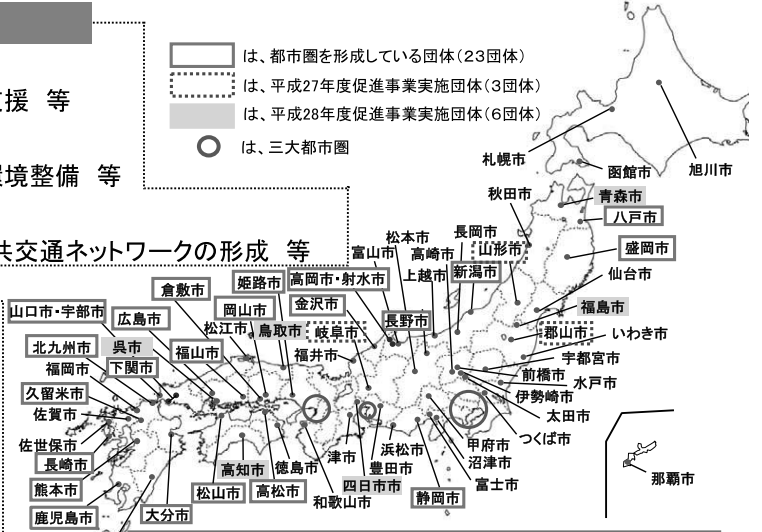 は、都市圏を形成している団体（２３団体）
は、平成27年度促進事業実施団体（３団体）
は、平成28年度促進事業実施団体（６団体）
は、三大都市圏
援 等
環境整備 等
共交通ネットワークの形成 等
札幌市
函館市
旭川市
秋田市
青森市
八戸市
盛岡市
仙台市
福島市
郡山市
いわき市
宇都宮市
前橋市
水戸市
伊勢崎市
太田市
つくば市
松本市
長岡市
富山市
高崎市
山形市
上越市
新潟市
姫路市
高岡市・射水市
倉敷市
金沢市
岡山市
長野市
山口市・宇部市
広島市
松江市
鳥取市
岐阜市
北九州市
呉市
福山市
福井市
福岡市
下関市
久留米市
佐賀市
佐世保市
長崎市
熊本市
鹿児島市
大分市
高知市
松山市
徳島市
高松市
和歌山市
津市
四日市市
豊田市
浜松市
静岡市
甲府市
沼津市
富士市
那覇市